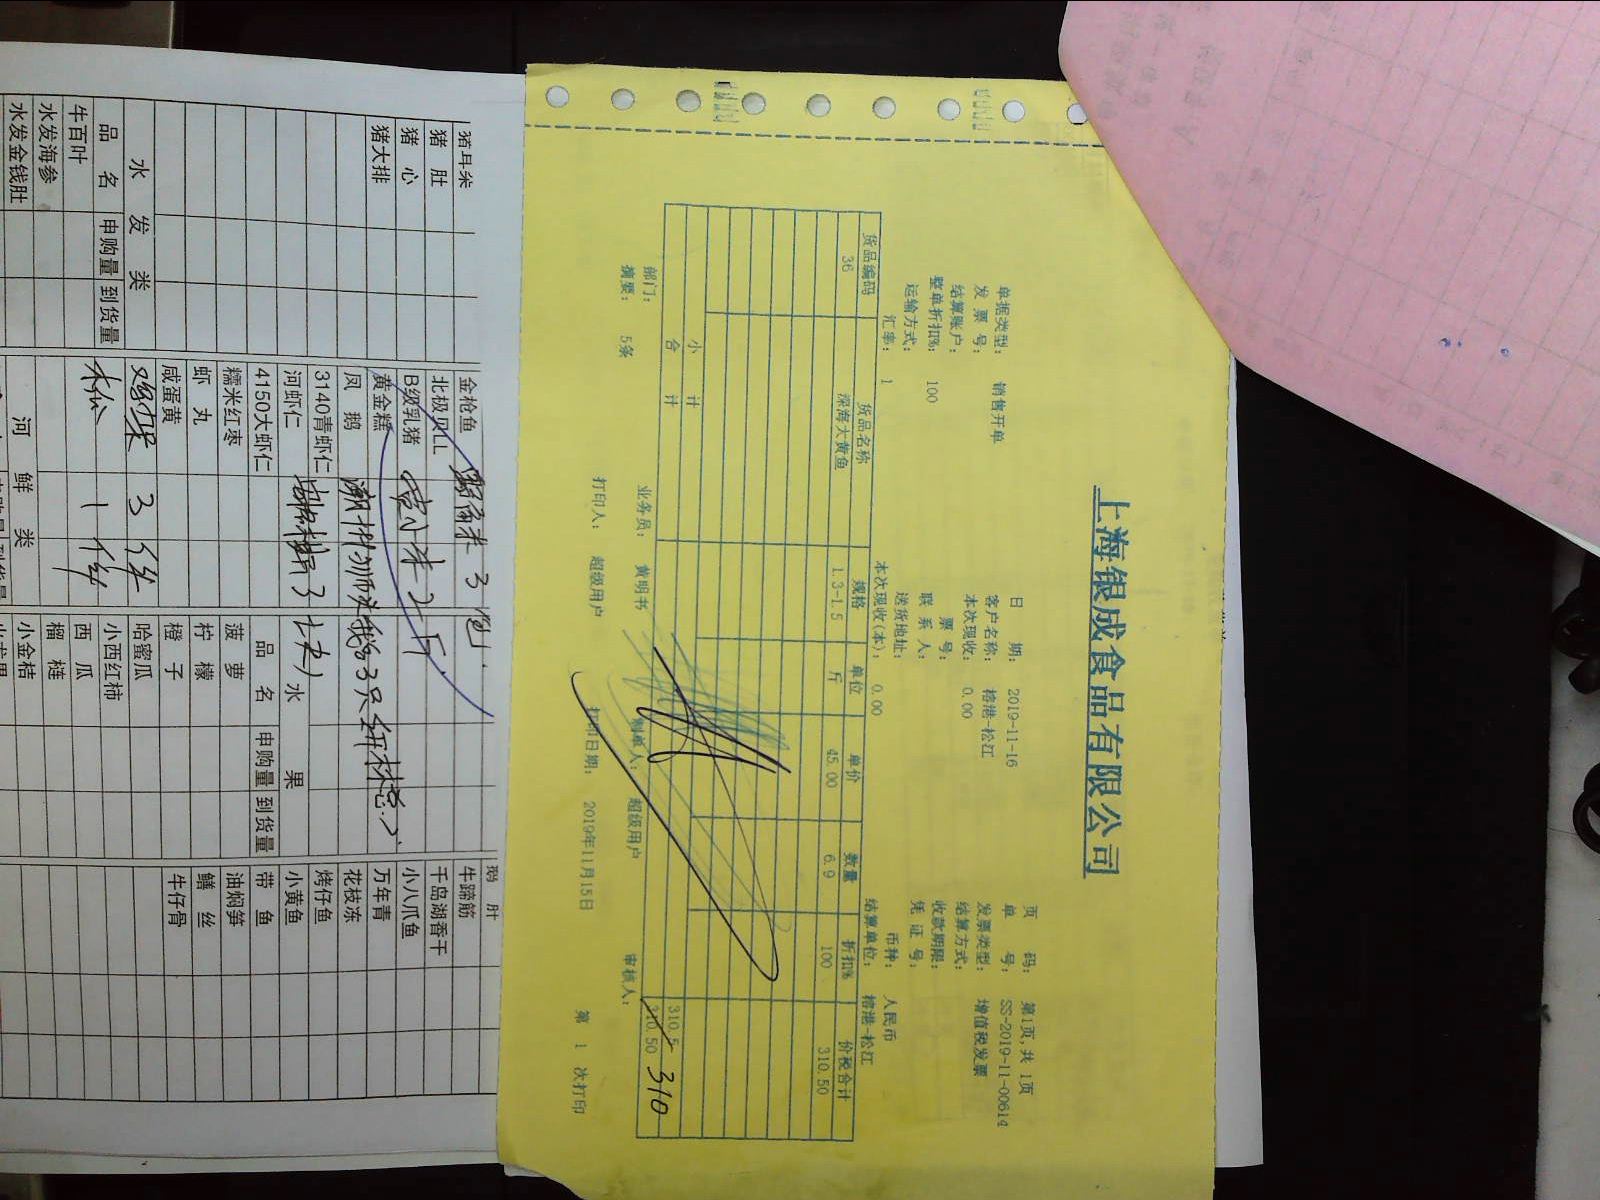 上海银成食品有限公司
页 码： 第1页,共 1页
单据类型： 销售开单 日 期： 2019-11-16 单 号： SS-2019-11-00614
发 票 号： 客户名称： 榕港-松江 发票类型： 增值税发票
结算账户： 本次现收： 0.00 结算方式：
整单折扣%： 100 票 号： 收款期限：
运输方式： 联 系 人： 凭 证 号：
汇率： 1 送货地址： 币种： 人民币
本次现收(本)： 0.00 结算单位： 榕港-松江
货品编码 货品名称 规格 单位 单价 数量 折扣% 价税合计
36 深海大黄鱼 1.3-1.5 斤 45.00 6.9 100 310.50
小 计 310.5
合 计 310.50 310
部门： 业务员： 黄明书 制单人： 超级用户 审核人：
摘要： 5条 打印人： 超级用户 打印日期： 2019年11月15日 第 1 次打印
猪耳朵
猪 肚
猪 心
猪大排
水 发 类
品 名 申购量 到货量
牛百叶
水发海参
水发金钱肚
金枪鱼 3包
北极贝LL
B级乳猪
黄金糕
凤 鹅
3140青虾仁
河虾仁 3
4150大虾仁
糯米红枣
虾 丸
咸蛋黄
3件
1件
河 鲜 类
水 果
品 名 申购量 到货量
菠 萝
柠 檬
橙 子
哈蜜瓜
小西红柿
西 瓜
榴 梿
小金桔
鹅 肝
牛蹄筋
千岛湖香干
小八爪鱼
万年青
花枝冻
烤仔鱼
小黄鱼
带 鱼
油焖笋
鳝 丝
牛仔骨